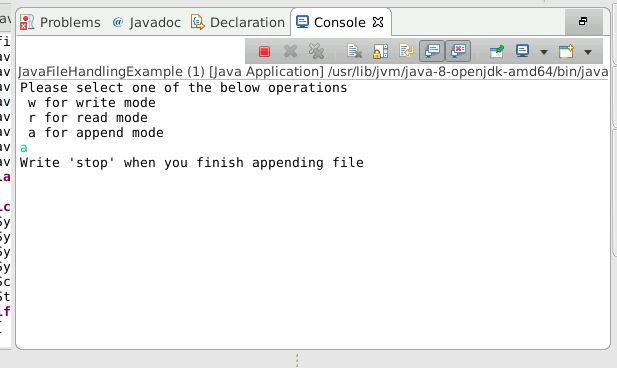 Problems @ Javadoc Declaration Console
JavaFileHandlingExample (1) [Java Application] /usr/lib/jvm/java-8-openjdk-amd64/bin/java
Please select one of the below operations
w for write mode
r for read mode
a for append mode
a
Write 'stop' when you finish appending file